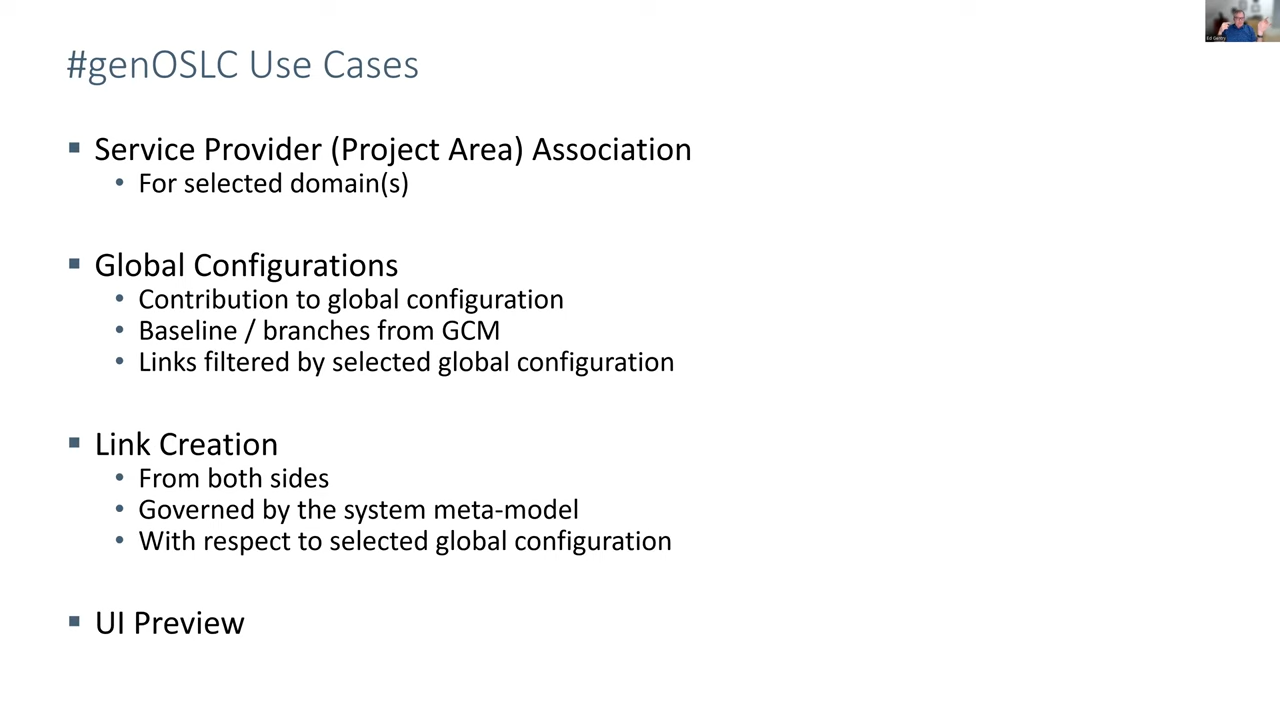 #genOSLC Use Cases
Service Provider (Project Area) Association
For selected domain(s)
Global Configurations
Contribution to global configuration
Baseline / branches from GCM
Links filtered by selected global configuration
Link Creation
From both sides
Governed by the system meta-model
With respect to selected global configuration
UI Preview
Ed Gentry